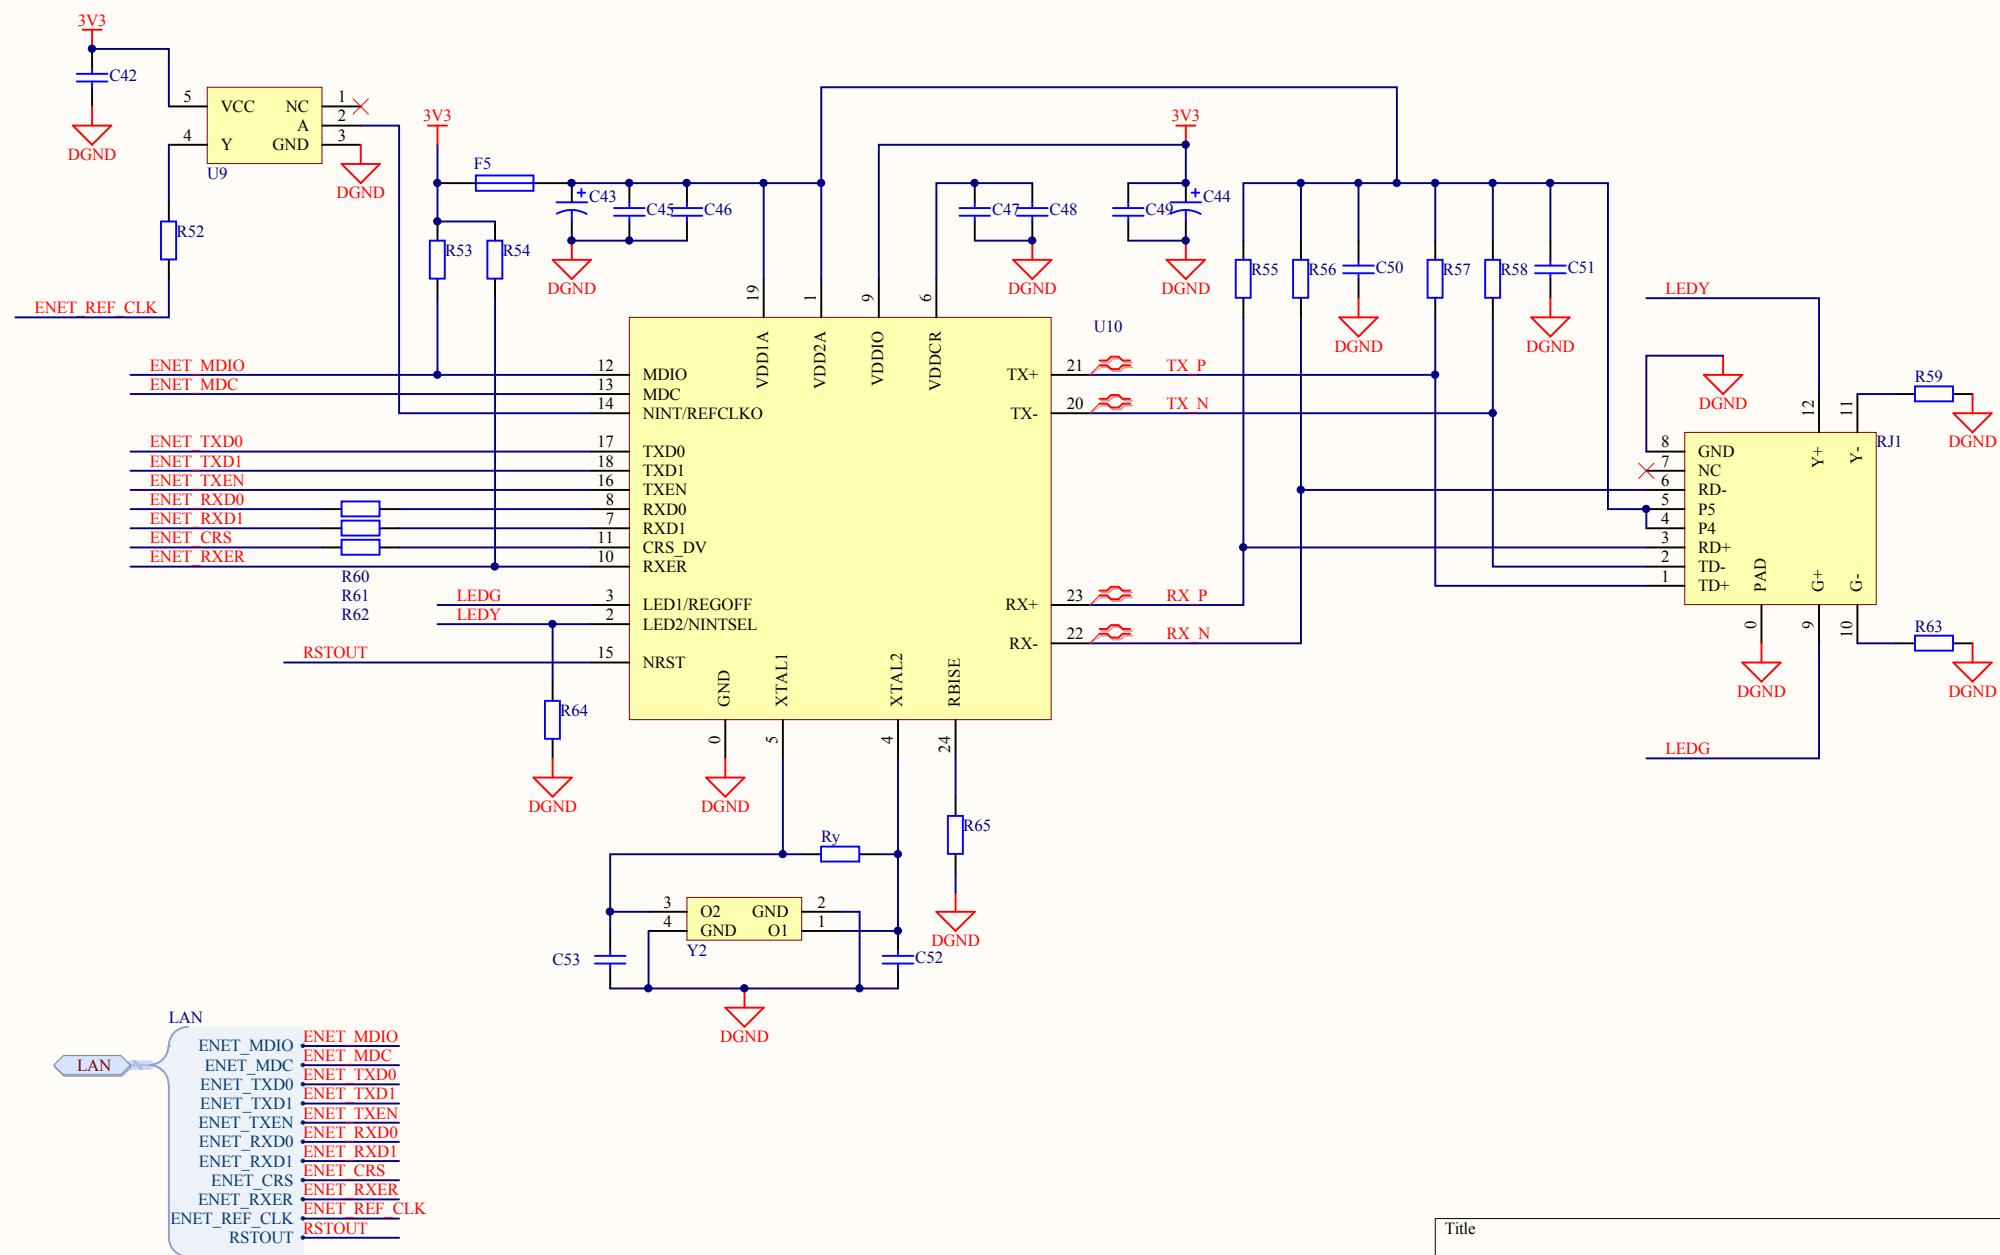 3V3
C42
DGND
5
4
VCC
Y
NC
A
GND
1
2
3
U9
DGND
R52
ENET_REF_CLK
3V3
F5
C43
C45
C46
R53
R54
DGND
3V3
C47
C48
C49
C44
DGND
DGND
R55
R56
C50
R57
R58
C51
DGND
DGND
19
1
9
6
VDD1A
VDD2A
VDDIO
VDDCR
U10
ENET_MDIO 12 MDIO
ENET_MDC 13 MDC
14 NINT/REFCLKO
ENET_TXD0 17 TXD0
ENET_TXD1 18 TXD1
ENET_TXEN 16 TXEN
ENET_RXD0 8 RXD0
ENET_RXD1 7 RXD1
ENET_CRS 11 CRS_DV
ENET_RXER 10 RXER
R60
R61
R62
LEDG 3 LED1/REGOFF
LEDY 2 LED2/NINTSEL
RSTOUT 15 NRST
TX+ 21 TX_P
TX- 20 TX_N
RX+ 23 RX_P
RX- 22 RX_N
GND
XTAL1
XTAL2
RBISE
0
5
4
24
R64
DGND
DGND
Ry
R65
DGND
3
4
O2
GND
GND
O1
2
1
Y2
C53
C52
DGND
LEDY
DGND
12
11
R59
DGND
RJ1
8 GND
7 NC
6 RD-
5 P5
4 P4
3 RD+
2 TD-
1 TD+
Y+
Y-
PAD
G+
G-
0
9
10
R63
DGND
DGND
LEDG
LAN
LAN
ENET_MDIO ENET_MDIO
ENET_MDC ENET_MDC
ENET_TXD0 ENET_TXD0
ENET_TXD1 ENET_TXD1
ENET_TXEN ENET_TXEN
ENET_RXD0 ENET_RXD0
ENET_RXD1 ENET_RXD1
ENET_CRS ENET_CRS
ENET_RXER ENET_RXER
ENET_REF_CLK ENET_REF_CLK
RSTOUT RSTOUT
Title